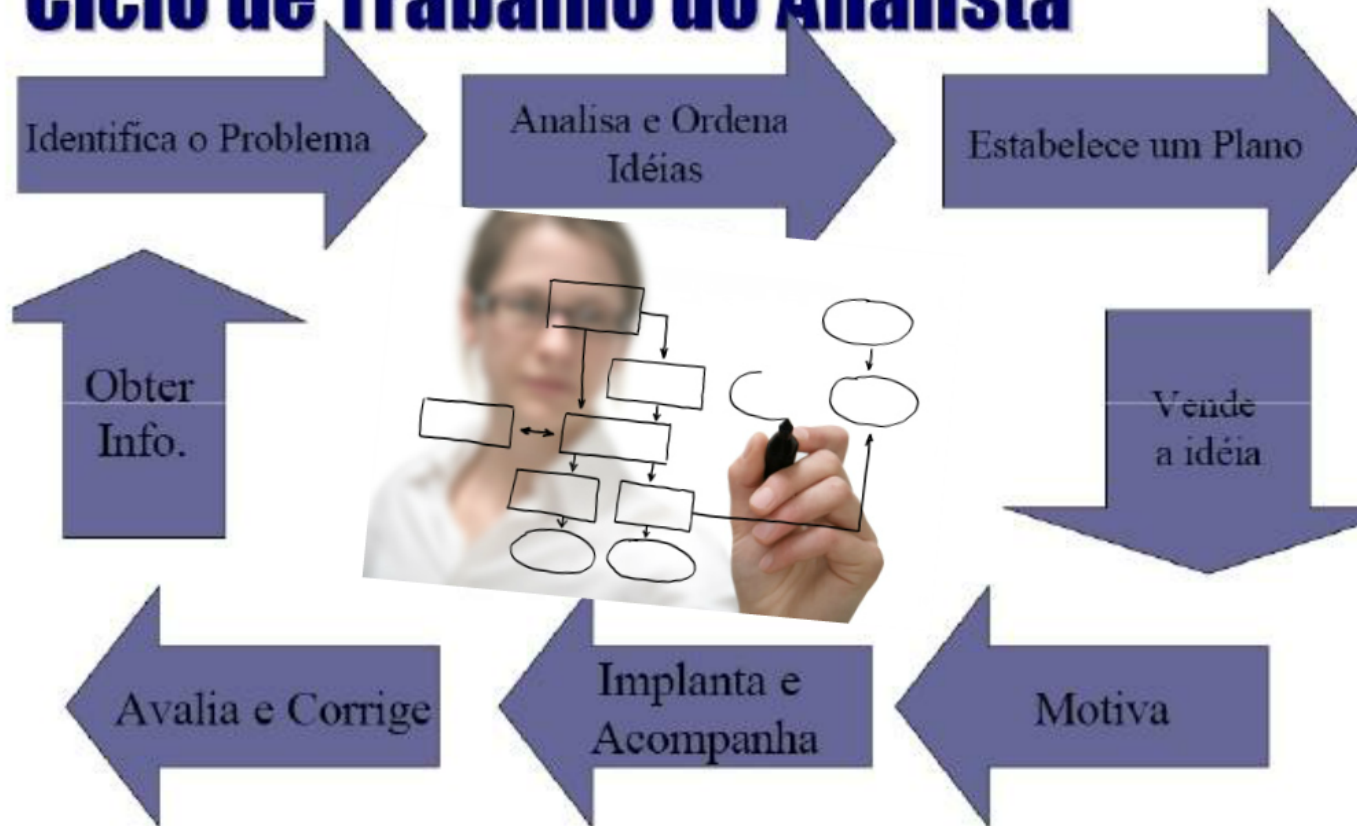 Ciclo de Trabalho do Analista
Identifica o Problema
Analisa e Ordena
Idéias
Estabelece um Plano
Vende
a idéia
Motiva
Implanta e
Acompanha
Avalia e Corrige
Obter
Info.